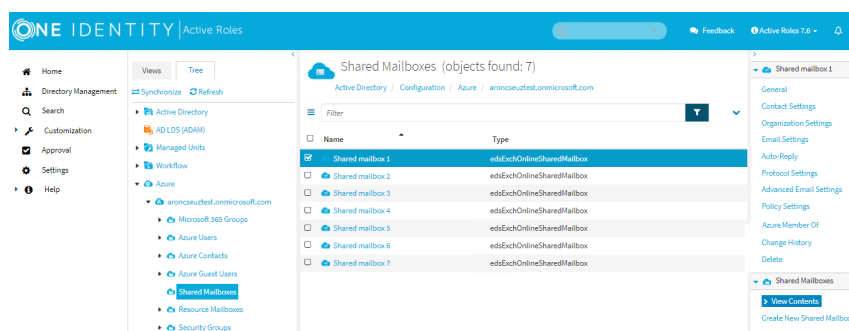 ONE IDENTITY Active Roles
Feedback
Active Roles 7.6
Home
Directory Management
Search
Customization
Approval
Settings
Help
Views Tree
Synchronize Refresh
Active Directory
AD LDS (ADAM)
Managed Units
Workflow
Azure
aroncseuztest.onmicrosoft.com
Microsoft 365 Groups
Azure Users
Azure Contacts
Azure Guest Users
Shared Mailboxes
Resource Mailboxes
Security Groups
Shared Mailboxes (objects found: 7)
Active Directory / Configuration / Azure / aroncseuztest.onmicrosoft.com
Filter
Name Type
Shared mailbox 1 edsExchOnlineSharedMailbox
Shared mailbox 2 edsExchOnlineSharedMailbox
Shared mailbox 3 edsExchOnlineSharedMailbox
Shared mailbox 4 edsExchOnlineSharedMailbox
Shared mailbox 5 edsExchOnlineSharedMailbox
Shared mailbox 6 edsExchOnlineSharedMailbox
Shared mailbox 7 edsExchOnlineSharedMailbox
Shared mailbox 1
General
Contact Settings
Organization Settings
Email Settings
Auto-Reply
Protocol Settings
Advanced Email Settings
Policy Settings
Azure Member Of
Change History
Delete
Shared Mailboxes
View Contents
Create New Shared Mailbo